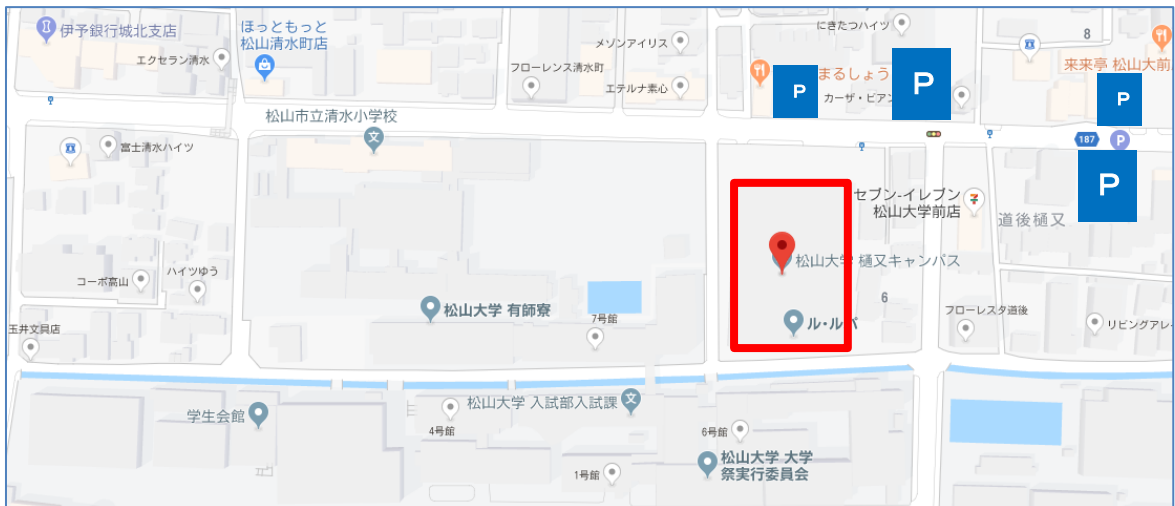 伊予銀行城北支店
エクセラン清水
ほっともっと
松山清水町店
フローレンス清水町
メゾンアイリス
エテルナ素心
にきたつハイツ
まるしょう
カーザ・ビアン
P
P
P
P
8
来来亭 松山大前
187
P
富士清水ハイツ
松山市立清水小学校
文
セブン-イレブン
松山大学前店
道後樋又
松山大学 樋又キャンパス
6
コーポ高山
ハイツゆう
松山大学 有師寮
7号館
ル・ルパ
フローレスタ道後
リビングアレ
玉井文具店
学生会館
4号館
松山大学 入試部入試課
文
1号館
6号館
松山大学 大学
祭実行委員会